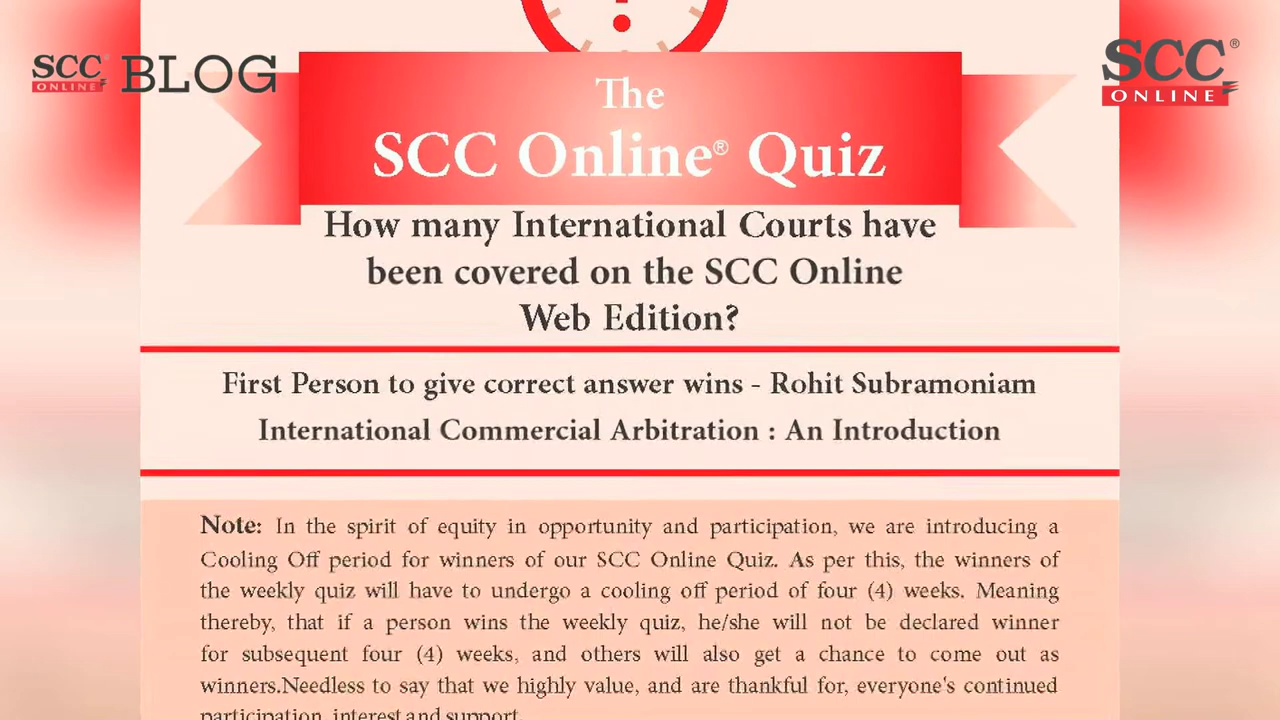 SCC ONLINE BLOG
SCC® ONLINE
The
SCC Online® Quiz
How many International Courts have
been covered on the SCC Online
Web Edition?
First Person to give correct answer wins - Rohit Subramoniam
International Commercial Arbitration : An Introduction
Note: In the spirit of equity in opportunity and participation, we are introducing a
Cooling Off period for winners of our SCC Online Quiz. As per this, the winners of
the weekly quiz will have to undergo a cooling off period of four (4) weeks. Meaning
thereby, that if a person wins the weekly quiz, he/she will not be declared winner
for subsequent four (4) weeks, and others will also get a chance to come out as
winners.Needless to say that we highly value, and are thankful for, everyone's continued
participation, interest and support.